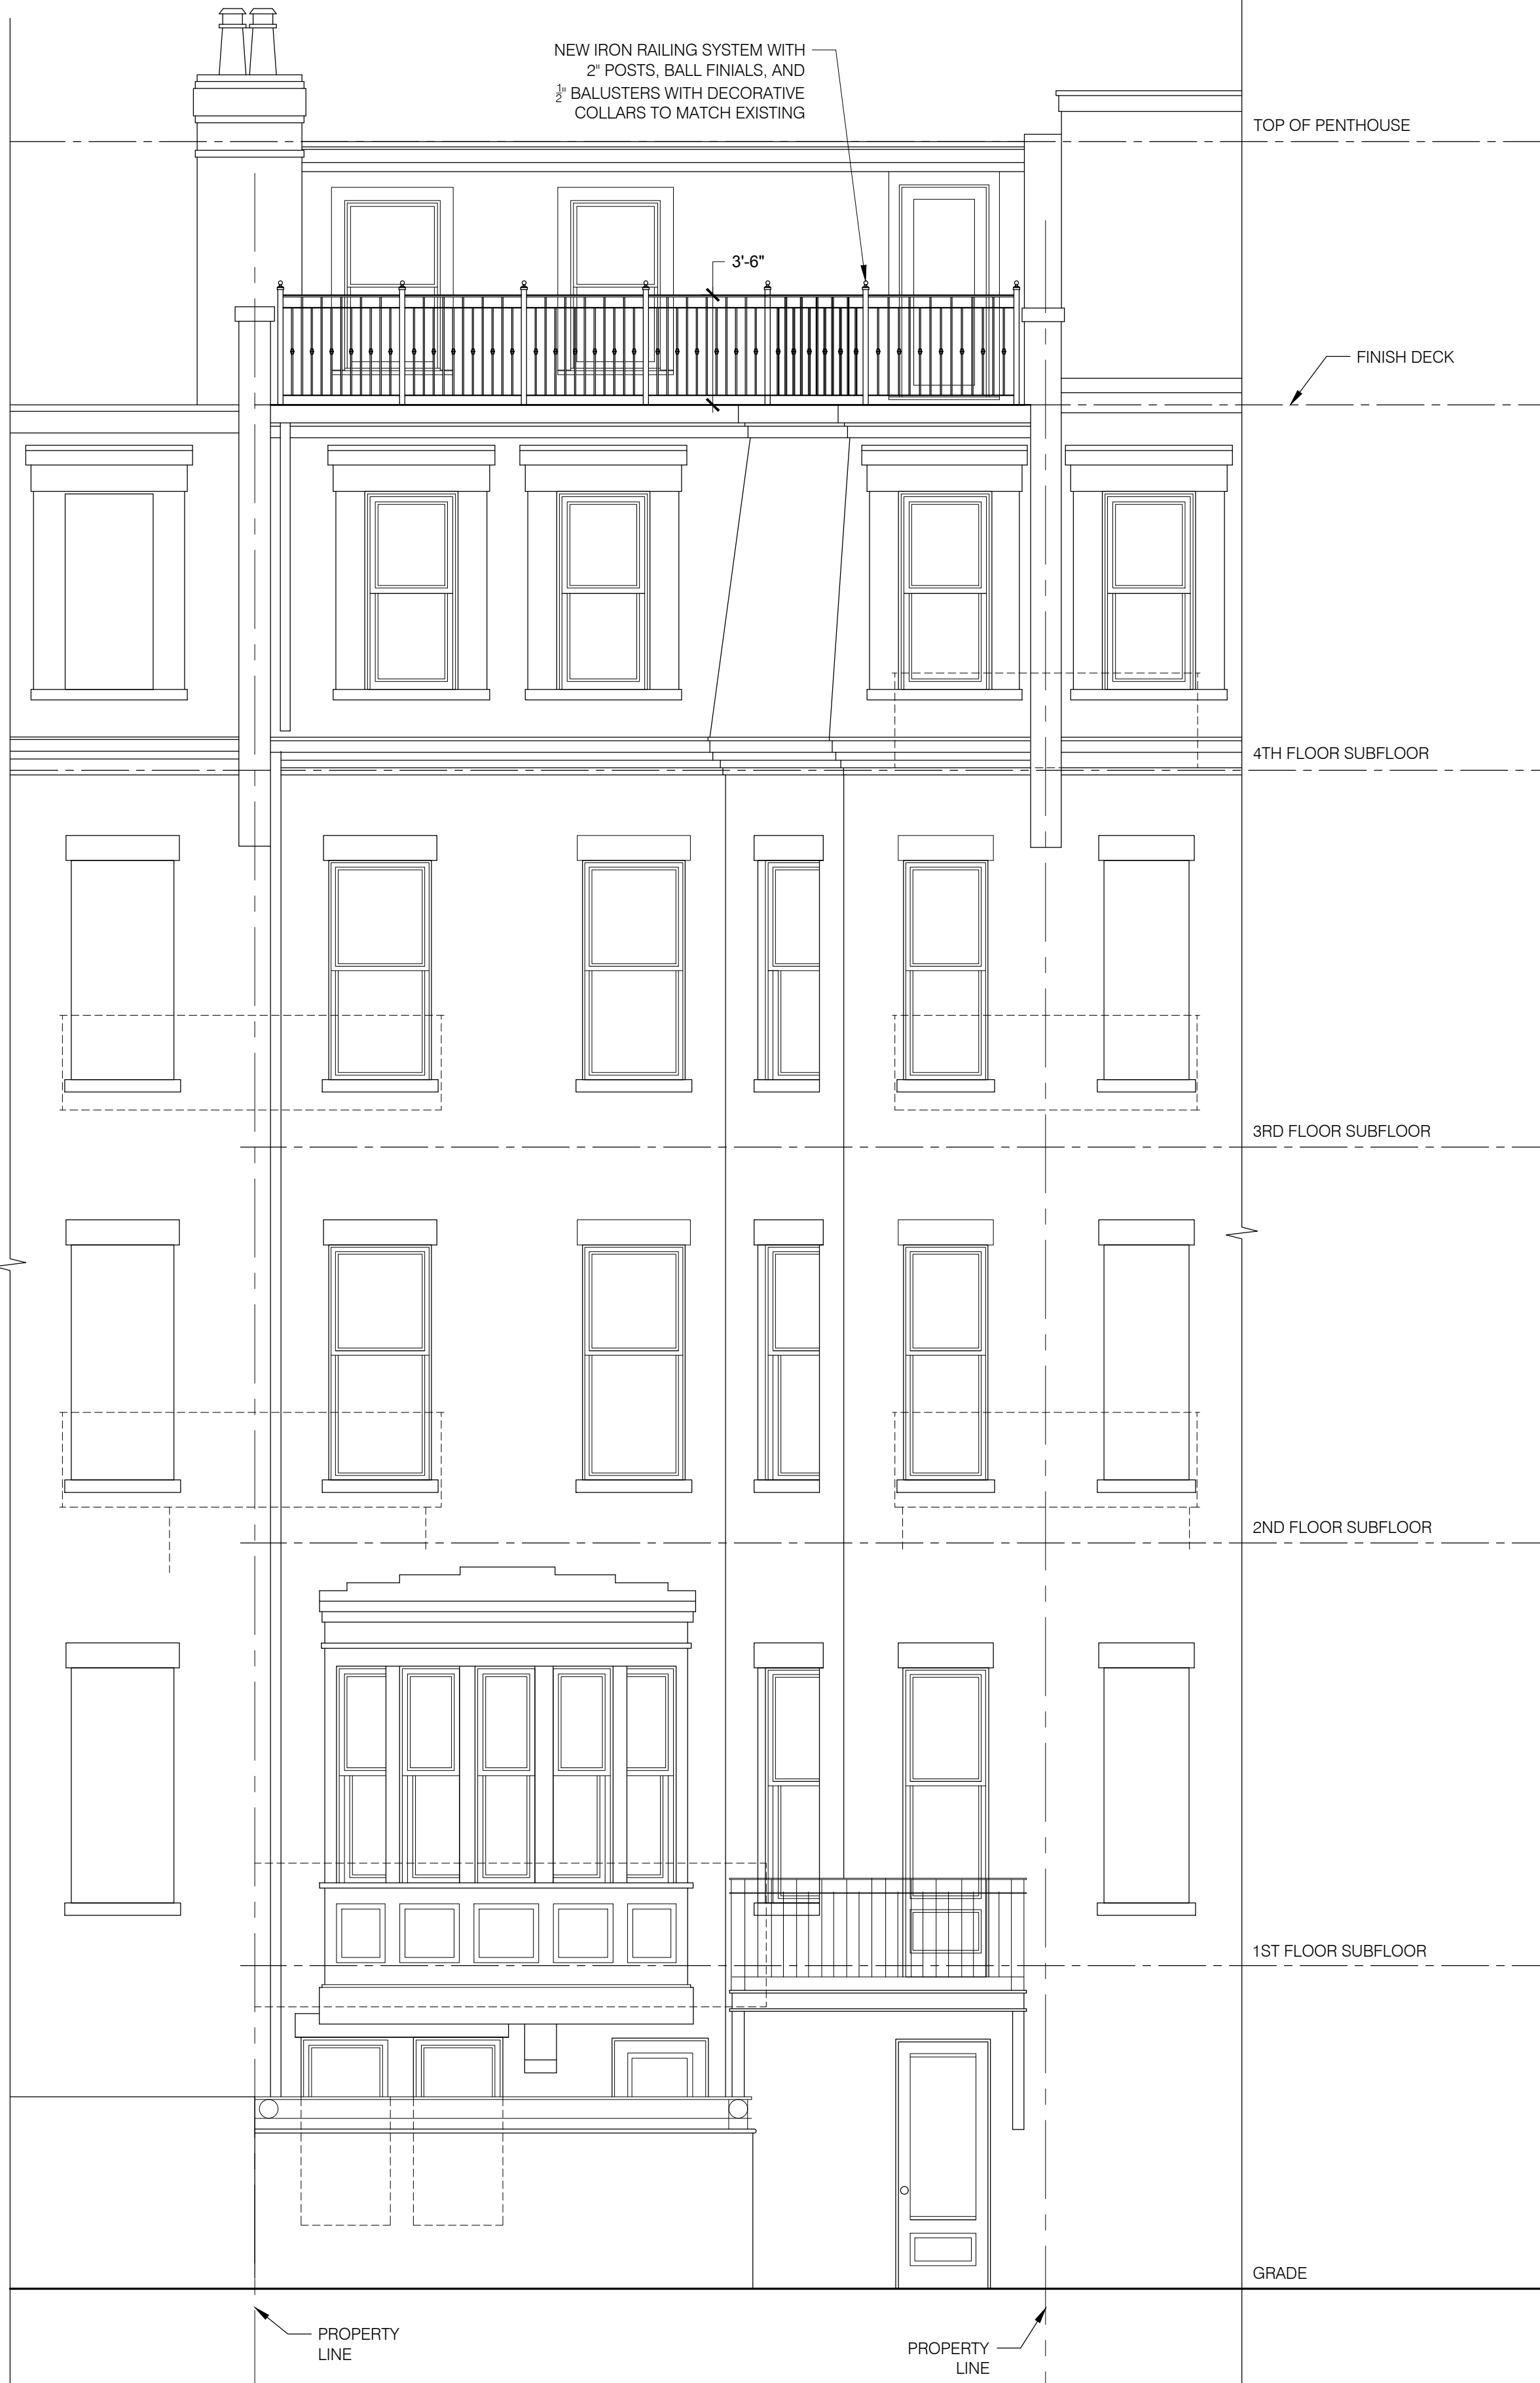 NEW IRON RAILING SYSTEM WITH
2" POSTS, BALL FINIALS, AND
½" BALUSTERS WITH DECORATIVE
COLLARS TO MATCH EXISTING
TOP OF PENTHOUSE
3'-6"
FINISH DECK
4TH FLOOR SUBFLOOR
3RD FLOOR SUBFLOOR
2ND FLOOR SUBFLOOR
1ST FLOOR SUBFLOOR
GRADE
PROPERTY
LINE
PROPERTY
LINE